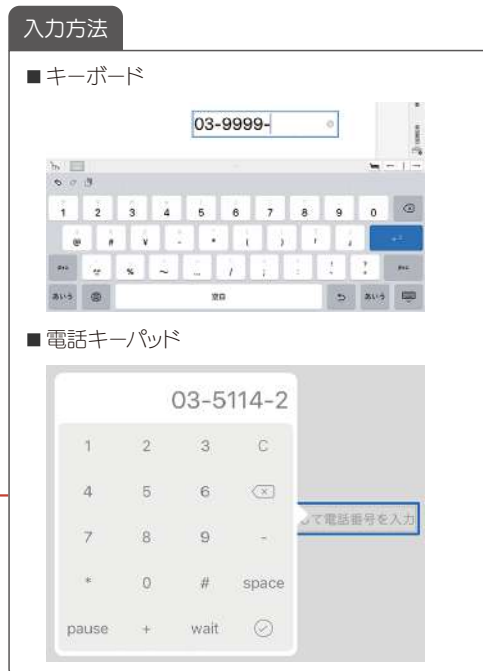 入力方法
■キーボード
03-9999-
1 2 3 4 5 6 7 8 9 0
@ # ¥
% ~ ... / ; : ! ?
あいう 空白 あいう
■電話キーパッド
03-5114-2
1 2 3 C
4 5 6
して電話番号を入力
7 8 9 -
* 0 # space
pause + wait